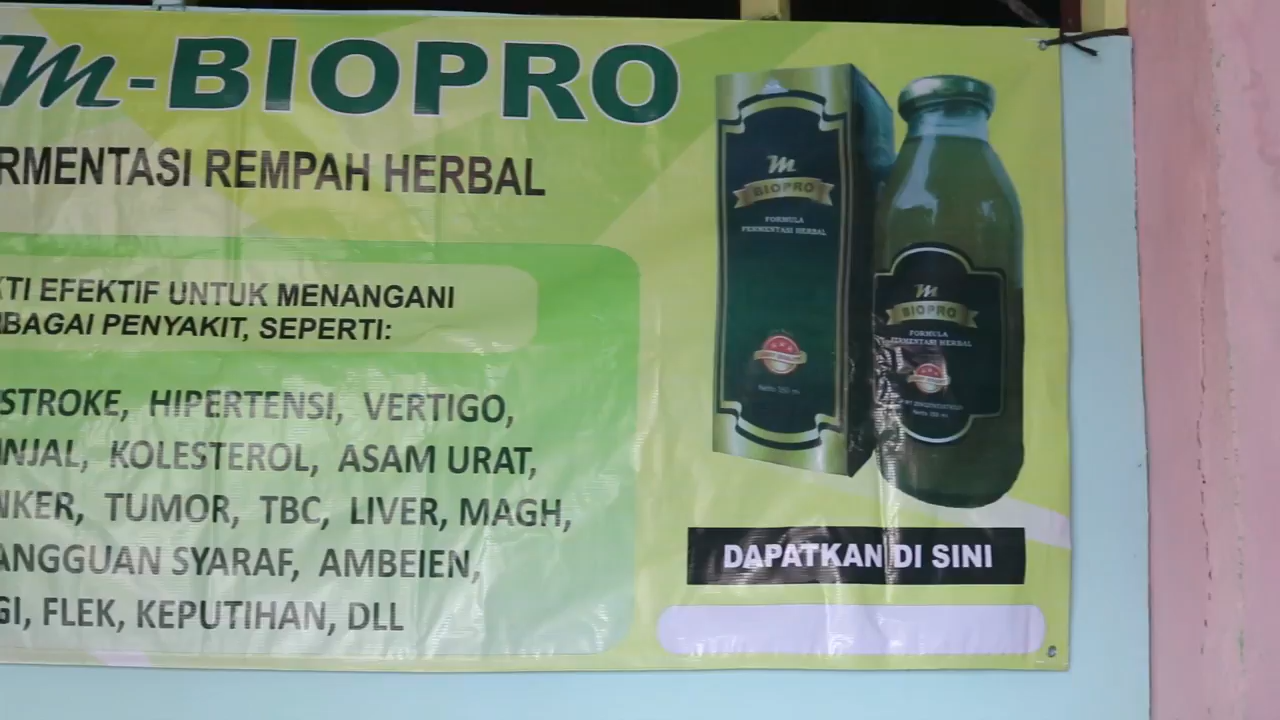 m-BIOPRO
RMENTASI REMPAH HERBAL
KTI EFEKTIF UNTUK MENANGANI
BAGAI PENYAKIT, SEPERTI:
STROKE, HIPERTENSI, VERTIGO,
NJAL, KOLESTEROL, ASAM URAT,
NKER, TUMOR, TBC, LIVER, MAGH,
ANGGUAN SYARAF, AMBEIEN,
GI, FLEK, KEPUTIHAN, DLL
m
BIOPRO
FORMULA
FERMENTASI HERBAL
m
BIOPRO
FORMULA
FERMENTASI HERBAL
DAPATKAN DI SINI